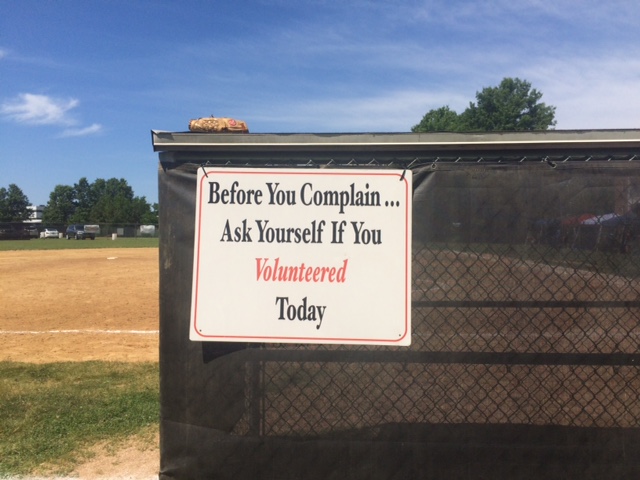 Before You Complain ...
Ask Yourself If You
Volunteered
Today